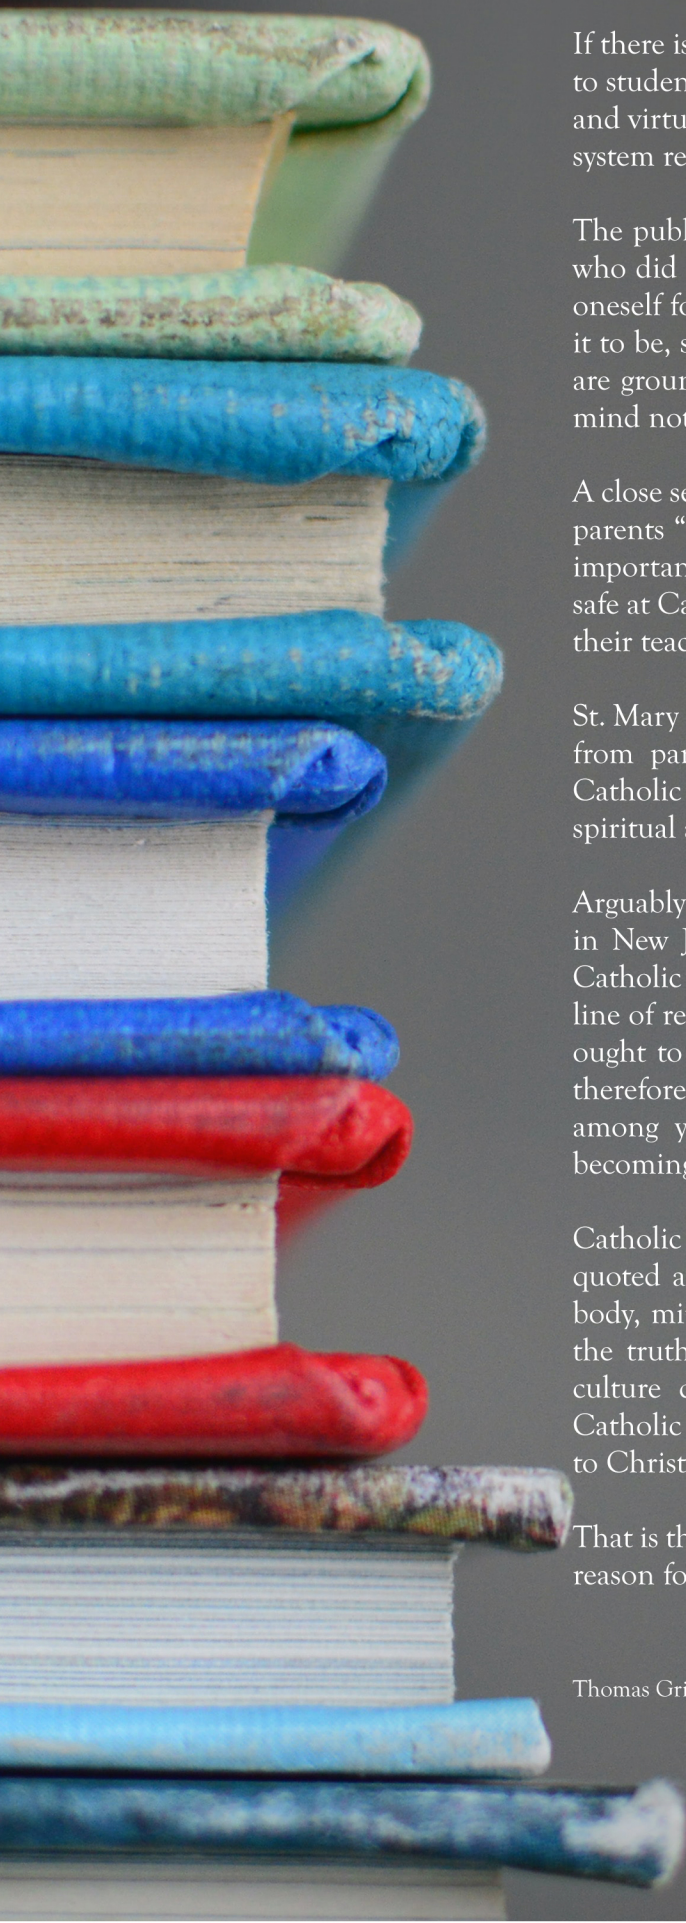 If there is
to studen
and virtu
system re
The publ
who did
oneself fo
it to be, s
are groun
mind not
A close se
parents “
importan
safe at Ca
their teac
St. Mary
from par
Catholic
spiritual
Arguably
in New J
Catholic
line of re
ought to
therefore
among y
becoming
Catholic
quoted a
body, mi
the truth
culture c
Catholic
to Christ
That is th
reason fo
Thomas Gri